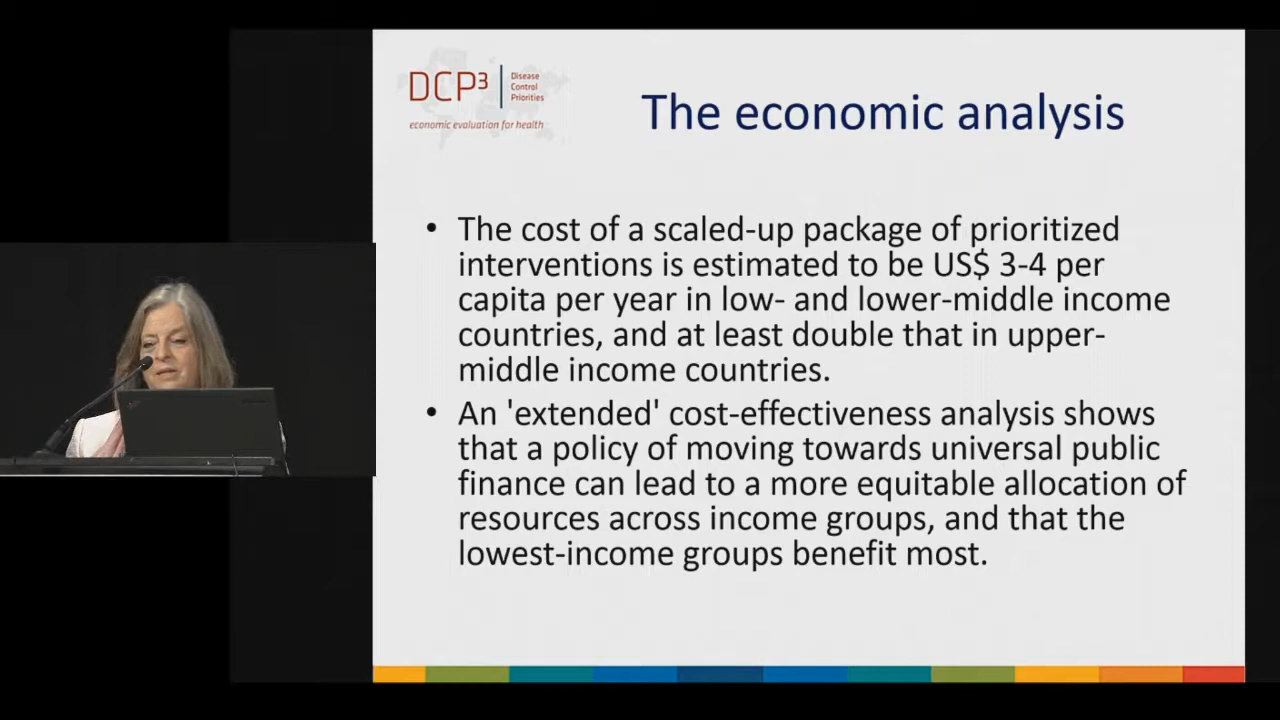 DCP³
Disease
Control
Priorities
economic evaluation for health
The economic analysis
• The cost of a scaled-up package of prioritized
interventions is estimated to be US$ 3-4 per
capita per year in low- and lower-middle income
countries, and at least double that in upper-
middle income countries.
• An 'extended' cost-effectiveness analysis shows
that a policy of moving towards universal public
finance can lead to a more equitable allocation of
resources across income groups, and that the
lowest-income groups benefit most.